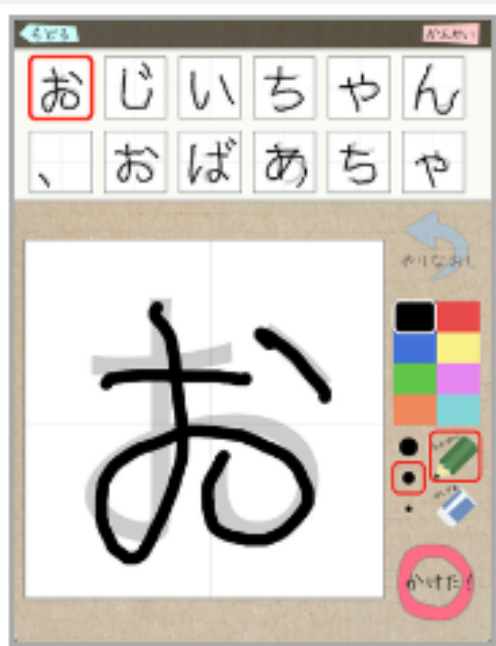 もどる かんせい
おじいちゃん
、おばあちゃ
やりなおし
お
かけた!